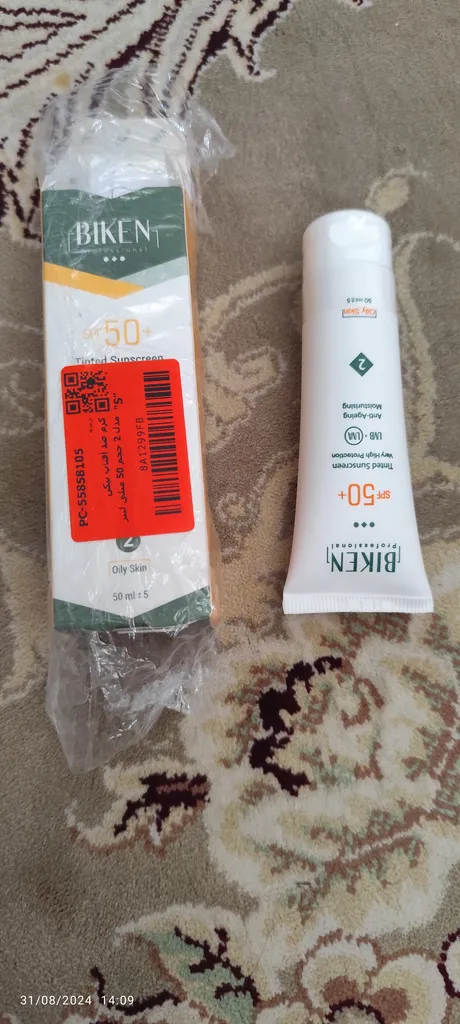 BIKEN
Professional
SPF 50+
Tinted Sunscreen
PC-55858105
کرم ضد آفتاب بیکن
مدل 2 حجم 50 میلی لیتر
"S"
8A1299FB
2
Oily Skin
50 ml ± 5
BIKEN
Professional
SPF 50+
Tinted Sunscreen
Very High Protection
UVB + UVA
Anti-Ageing
Moisturising
2
Oily Skin
50 ml ± 5
31/08/2024 14:09